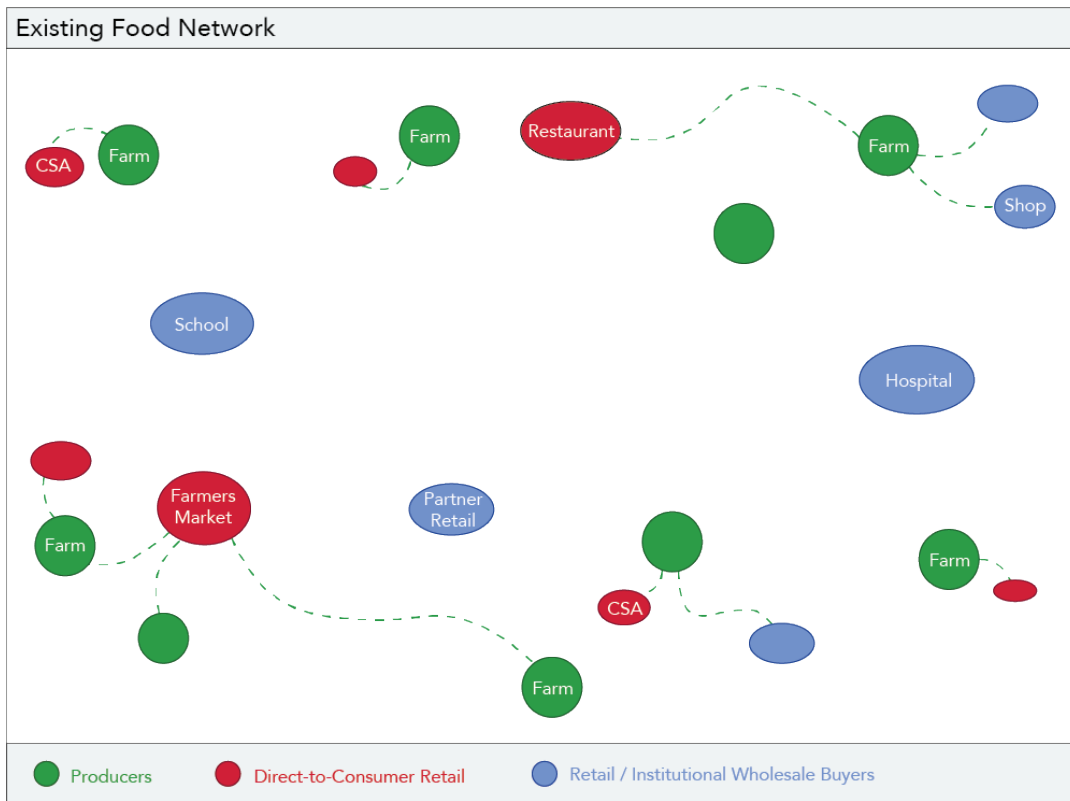 Existing Food Network
CSA
Farm
Farm
Restaurant
Farm
Shop
School
Hospital
Farmers
Market
Partner
Retail
Farm
Farm
CSA
Farm
Producers
Direct-to-Consumer Retail
Retail / Institutional Wholesale Buyers